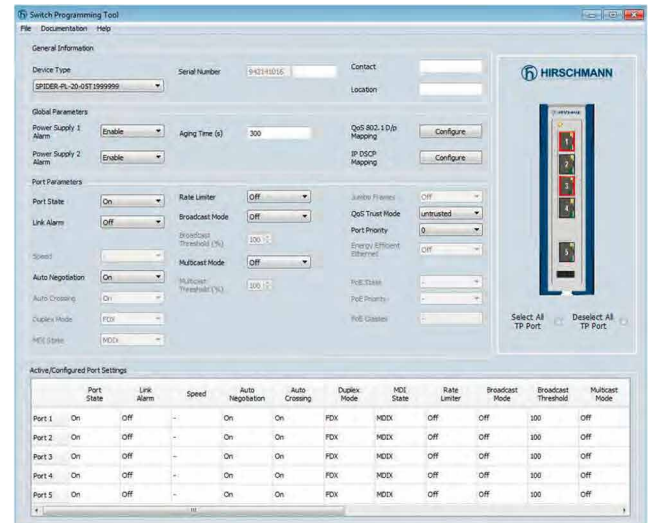 Switch Programming Tool
File Documentation Help
General Information
Device Type
SPIDER-PL-20-05T1999999
Serial Number 942141016
Contact
Location
HIRSCHMANN
Global Parameters
Power Supply 1 Alarm Enable
Aging Time (s) 300
QoS 802.1 D/p Mapping Configure
Power Supply 2 Alarm Enable
IP DSCP Mapping Configure
Port Parameters
Port State On
Rate Limiter Off
Jumbo Frames Off
Link Alarm Off
Broadcast Mode Off
QoS Trust Mode untrusted
Broadcast Threshold (%) 100
Port Priority 0
Speed -
Multicast Mode Off
Energy Efficient Ethernet Off
Auto Negotiation On
Multicast Threshold (%) 100
PoE State -
Auto Crossing On
PoE Priority -
Duplex Mode FDX
PoE Classes -
MDI State MDIX
1
2
3
4
5
Select All TP Port
Deselect All TP Port
Active/Configured Port Settings
Port State Link Alarm Speed Auto Negotiation Auto Crossing Duplex Mode MDI State Rate Limiter Broadcast Mode Broadcast Threshold Multicast Mode
Port 1 On Off - On On FDX MDIX Off Off 100 Off
Port 2 On Off - On On FDX MDIX Off Off 100 Off
Port 3 On Off - On On FDX MDIX Off Off 100 Off
Port 4 On Off - On On FDX MDIX Off Off 100 Off
Port 5 On Off - On On FDX MDIX Off Off 100 Off